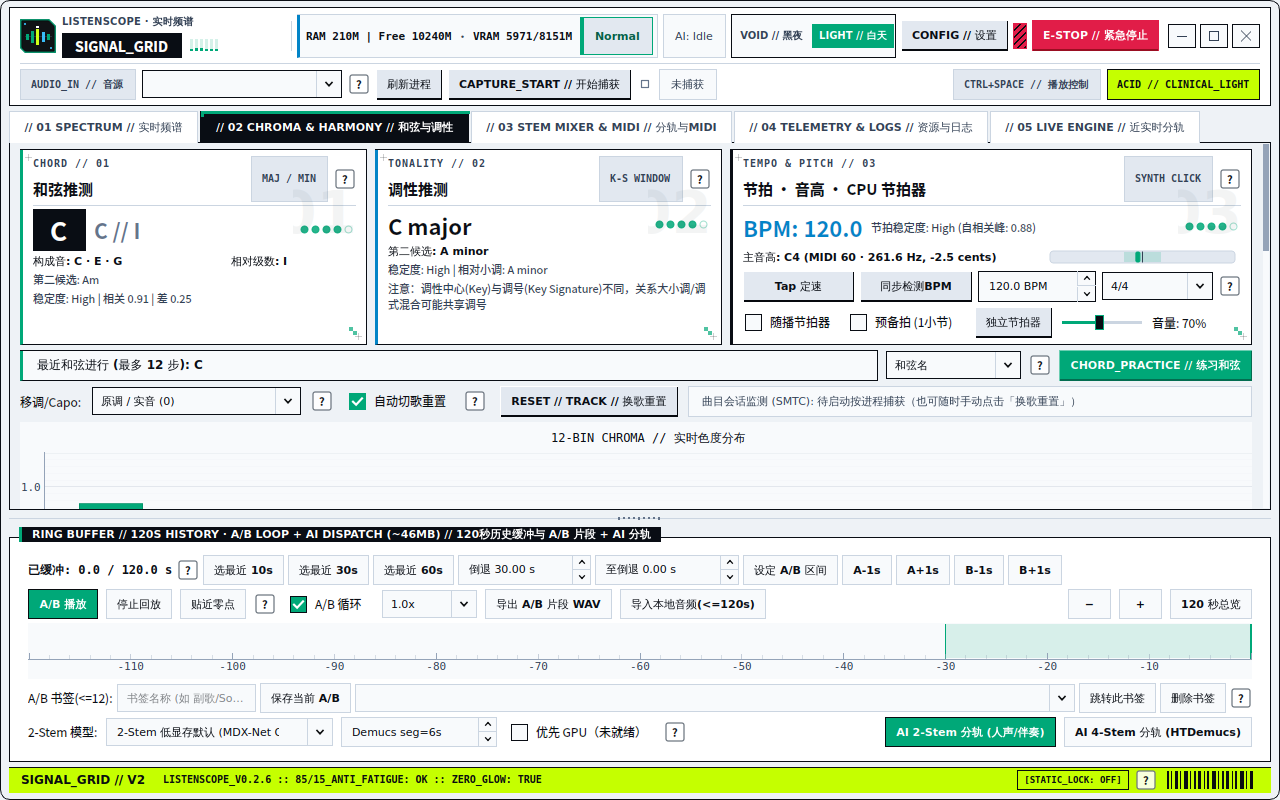 LISTENSCOPE · 实时频谱
SIGNAL_GRID
RAM 210M | Free 10240M · VRAM 5971/8151M
Normal
AI: Idle
VOID // 黑夜
LIGHT // 白天
CONFIG // 设置
E-STOP // 紧急停止
AUDIO_IN // 音源
?
刷新进程
CAPTURE_START // 开始捕获
未捕获
CTRL+SPACE // 播放控制
ACID // CLINICAL_LIGHT
// 01 SPECTRUM // 实时频谱
// 02 CHROMA & HARMONY // 和弦与调性
// 03 STEM MIXER & MIDI // 分轨与MIDI
// 04 TELEMETRY & LOGS // 资源与日志
// 05 LIVE ENGINE // 近实时分轨
CHORD // 01
和弦推测
MAJ / MIN
?
01
C
C // I
构成音: C · E · G
相对级数: I
第二候选: Am
稳定度: High | 相关 0.91 | 差 0.25
TONALITY // 02
调性推测
K-S WINDOW
?
02
C major
第二候选: A minor
稳定度: High | 相对小调: A minor
注意：调性中心(Key)与调号(Key Signature)不同，关系大小调/调
式混合可能共享调号
TEMPO & PITCH // 03
节拍 · 音高 · CPU 节拍器
SYNTH CLICK
?
03
BPM: 120.0
节拍稳定度: High (自相关峰: 0.88)
主音高: C4 (MIDI 60 · 261.6 Hz, -2.5 cents)
Tap 定速
同步检测BPM
120.0 BPM
4/4
?
随播节拍器
预备拍 (1小节)
独立节拍器
音量: 70%
最近和弦进行 (最多 12 步): C
和弦名
?
CHORD_PRACTICE // 练习和弦
移调/Capo:
原调 / 实音 (0)
?
自动切歌重置
?
RESET // TRACK // 换歌重置
曲目会话监测 (SMTC): 待启动按进程捕获（也可随时手动点击「换歌重置」）
12-BIN CHROMA // 实时色度分布
1.0
RING BUFFER // 120S HISTORY · A/B LOOP + AI DISPATCH (~46MB) // 120秒历史缓冲与 A/B 片段 + AI 分轨
已缓冲: 0.0 / 120.0 s
?
选最近 10s
选最近 30s
选最近 60s
倒退 30.00 s
至倒退 0.00 s
设定 A/B 区间
A-1s
A+1s
B-1s
B+1s
A/B 播放
停止回放
贴近零点
?
A/B 循环
1.0x
导出 A/B 片段 WAV
导入本地音频(<=120s)
−
+
120 秒总览
-110
-100
-90
-80
-70
-60
-50
-40
-30
-20
-10
A/B 书签(<=12):
书签名称 (如 副歌/So…
保存当前 A/B
跳转此书签
删除书签
?
2-Stem 模型:
2-Stem 低显存默认 (MDX-Net
Demucs seg=6s
优先 GPU（未就绪）
?
AI 2-Stem 分轨 (人声/伴奏)
AI 4-Stem 分轨 (HTDemucs)
SIGNAL_GRID // V2
LISTENSCOPE_V0.2.6 :: 85/15_ANTI_FATIGUE: OK :: ZERO_GLOW: TRUE
[STATIC_LOCK: OFF]
?